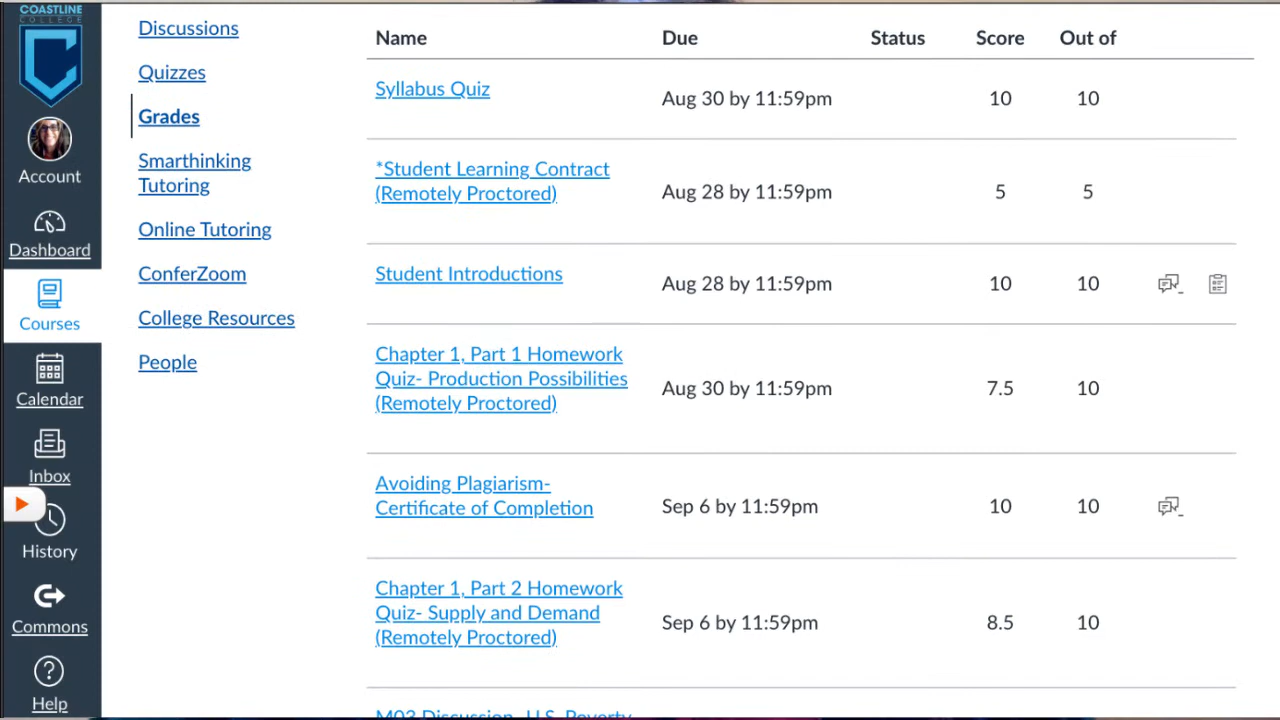 COASTLINE
COLLEGE
Account
Dashboard
Courses
Calendar
Inbox
History
Commons
Help
Discussions
Quizzes
Grades
Smarthinking
Tutoring
Online Tutoring
ConferZoom
College Resources
People
Name Due Status Score Out of
Syllabus Quiz Aug 30 by 11:59pm 10 10
*Student Learning Contract
(Remotely Proctored) Aug 28 by 11:59pm 5 5
Student Introductions Aug 28 by 11:59pm 10 10
Chapter 1, Part 1 Homework
Quiz- Production Possibilities
(Remotely Proctored) Aug 30 by 11:59pm 7.5 10
Avoiding Plagiarism-
Certificate of Completion Sep 6 by 11:59pm 10 10
Chapter 1, Part 2 Homework
Quiz- Supply and Demand
(Remotely Proctored) Sep 6 by 11:59pm 8.5 10
M03 Discussion- U.S. Poverty